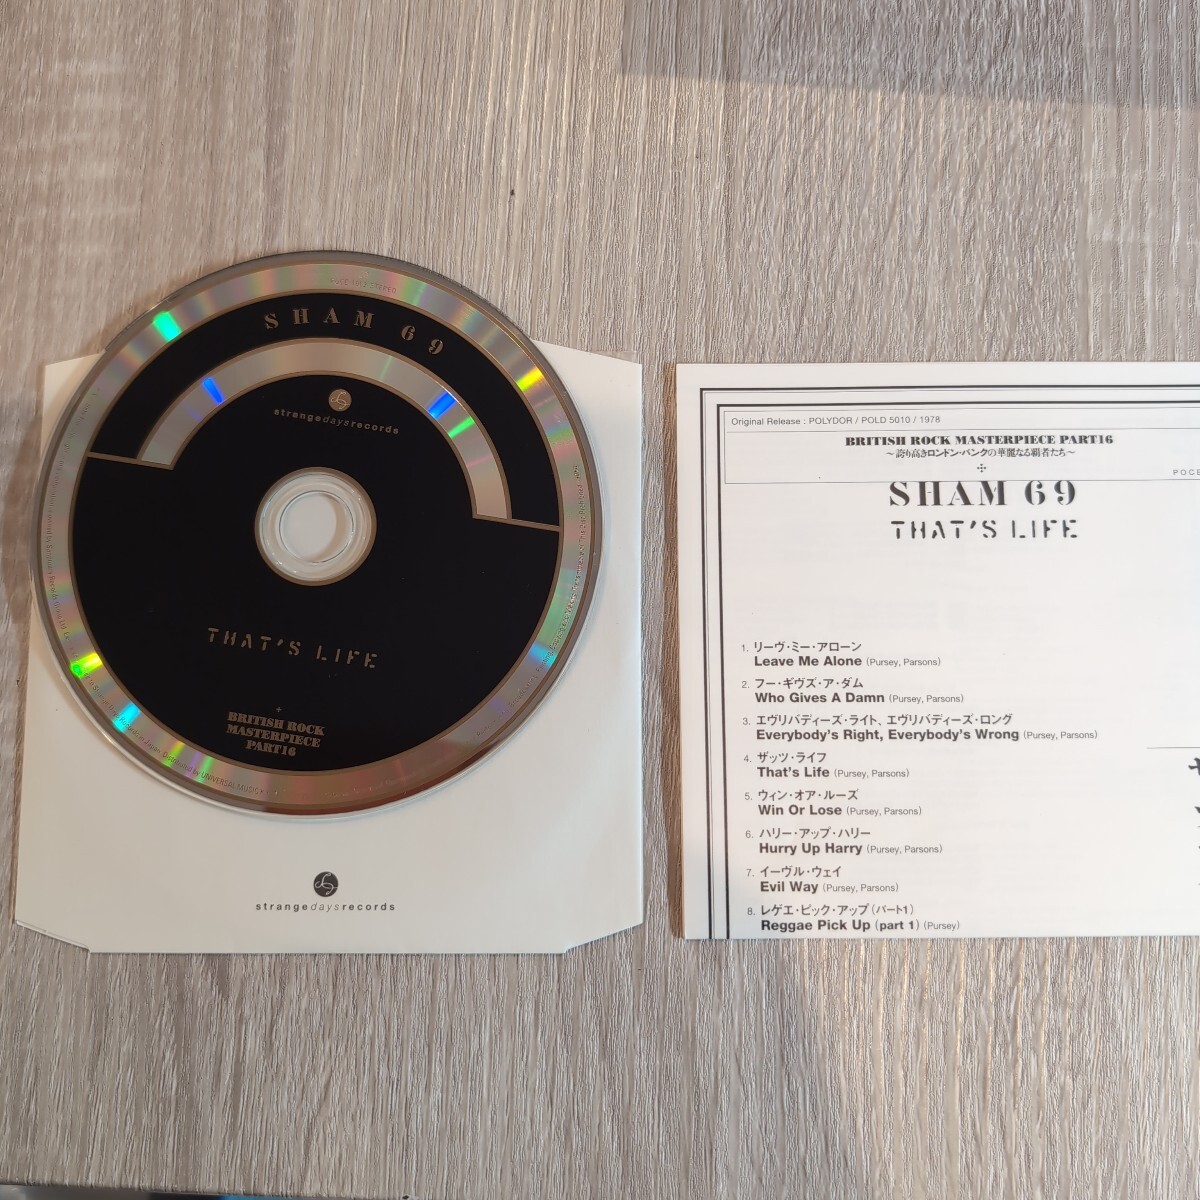 SHAM 69
strangedaysrecords
THAT'S LIFE
BRITISH ROCK
MASTERPIECE
PART16
UNIVERSAL MUSIC
strangedaysrecords
Original Release : POLYDOR / POLD 5010 / 1978
BRITISH ROCK MASTERPIECE PART16
〜誇り高きロンドン・パンクの華麗なる覇者たち〜
POCE
SHAM 69
THAT'S LIFE
1. リーヴ・ミー・アローン
Leave Me Alone (Pursey, Parsons)
2. フー・ギヴズ・ア・ダム
Who Gives A Damn (Pursey, Parsons)
3. エヴリバディーズ・ライト、エヴリバディーズ・ロング
Everybody's Right, Everybody's Wrong (Pursey, Parsons)
4. ザッツ・ライフ
That's Life (Pursey, Parsons)
5. ウィン・オア・ルーズ
Win Or Lose (Pursey, Parsons)
6. ハリー・アップ・ハリー
Hurry Up Harry (Pursey, Parsons)
7. イーヴル・ウェイ
Evil Way (Pursey, Parsons)
8. レゲエ・ピック・アップ(パート1)
Reggae Pick Up (part 1) (Pursey)